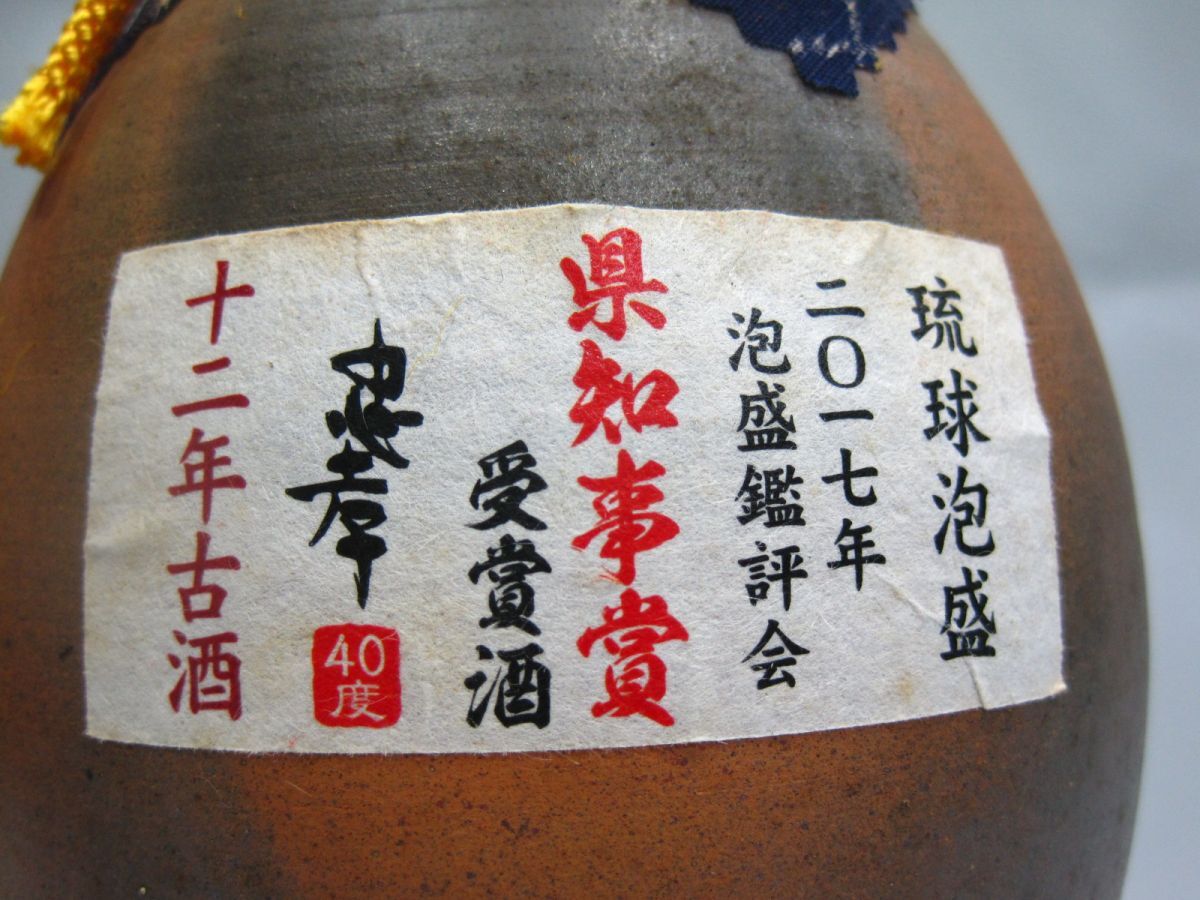 琉球泡盛
二〇一七年
泡盛鑑評会
県知事賞
受賞酒
忠孝
40度
十二年古酒